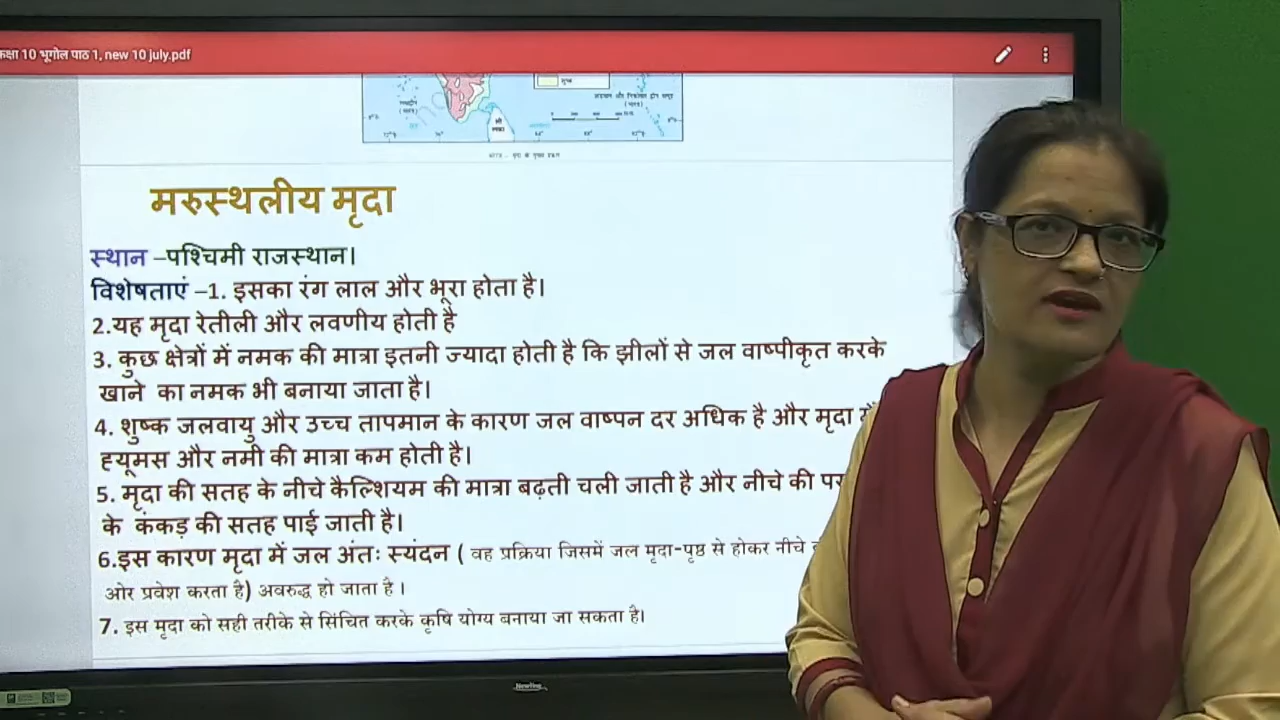 कक्षा 10 भूगोल पाठ 1, new 10 july.pdf
मरुस्थलीय मृदा
स्थान –पश्चिमी राजस्थान।
विशेषताएं –1. इसका रंग लाल और भूरा होता है।
2.यह मृदा रेतीली और लवणीय होती है
3. कुछ क्षेत्रों में नमक की मात्रा इतनी ज्यादा होती है कि झीलों से जल वाष्पीकृत करके
खाने का नमक भी बनाया जाता है।
4. शुष्क जलवायु और उच्च तापमान के कारण जल वाष्पन दर अधिक है और मृदा
ह्यूमस और नमी की मात्रा कम होती है।
5. मृदा की सतह के नीचे कैल्शियम की मात्रा बढ़ती चली जाती है और नीचे की
के कंकड़ की सतह पाई जाती है।
6.इस कारण मृदा में जल अंतः स्यंदन ( वह प्रक्रिया जिसमें जल मृदा-पृष्ठ से होकर नीचे
ओर प्रवेश करता है) अवरुद्ध हो जाता है ।
7. इस मृदा को सही तरीके से सिंचित करके कृषि योग्य बनाया जा सकता है।